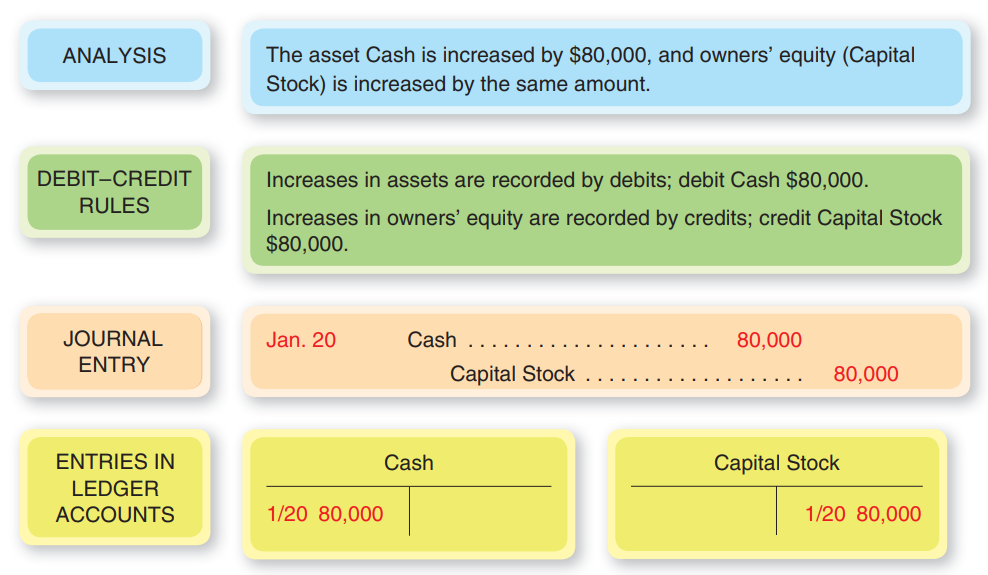 ANALYSIS
The asset Cash is increased by $80,000, and owners’ equity (Capital
Stock) is increased by the same amount.
DEBIT–CREDIT
RULES
Increases in assets are recorded by debits; debit Cash $80,000.
Increases in owners’ equity are recorded by credits; credit Capital Stock
$80,000.
JOURNAL
ENTRY
Jan. 20 Cash . . . . . . . . . . . . . . . . . . . . . 80,000
Capital Stock . . . . . . . . . . . . . . . . . . . 80,000
ENTRIES IN
LEDGER
ACCOUNTS
Cash
1/20 80,000
Capital Stock
1/20 80,000